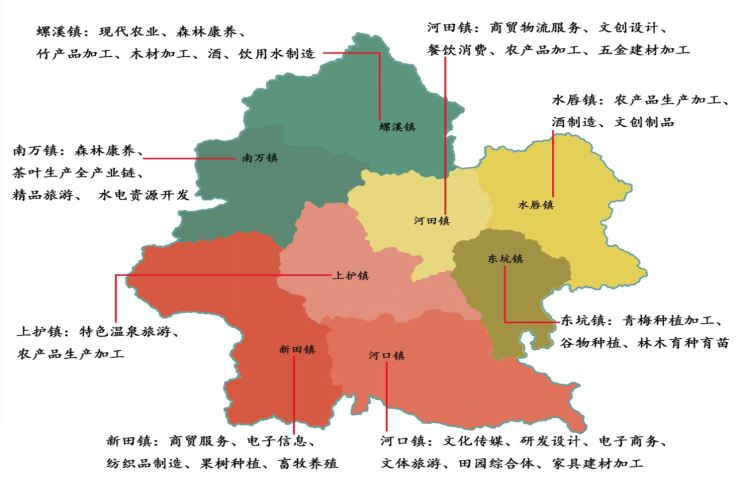 螺溪镇：现代农业、森林康养、
竹产品加工、木材加工、酒、饮用水制造
河田镇：商贸物流服务、文创设计、
餐饮消费、农产品加工、五金建材加工
水唇镇：农产品生产加工、
酒制造、文创制品
螺溪镇
南万镇：森林康养、
茶叶生产全产业链、
精品旅游、 水电资源开发
南万镇
河田镇
水唇镇
东坑镇
上护镇
上护镇：特色温泉旅游、
农产品生产加工
东坑镇：青梅种植加工、
谷物种植、林木育种育苗
新田镇
河口镇
新田镇：商贸服务、电子信息、
纺织品制造、果树种植、畜牧养殖
河口镇：文化传媒、研发设计、电子商务、
文体旅游、田园综合体、家具建材加工